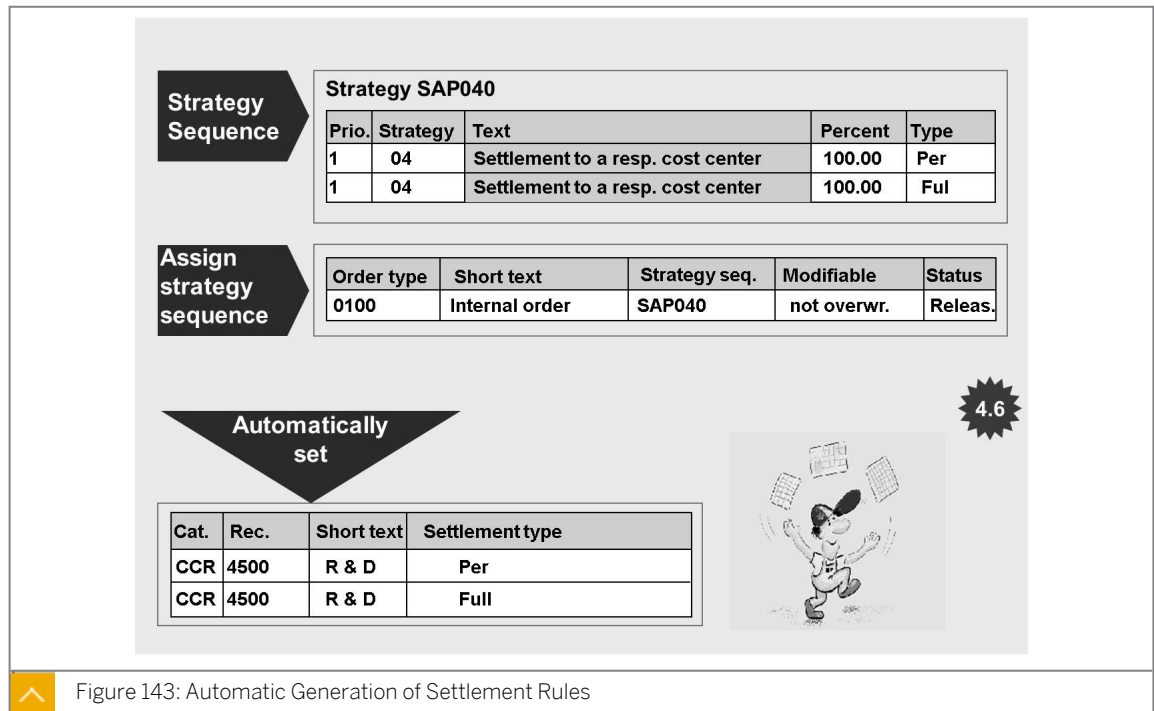 Strategy
Sequence
Strategy SAP040
Prio. Strategy Text Percent Type
1 04 Settlement to a resp. cost center 100.00 Per
1 04 Settlement to a resp. cost center 100.00 Ful
Assign
strategy
sequence
Order type Short text Strategy seq. Modifiable Status
0100 Internal order SAP040 not overwr. Releas.
4.6
Automatically
set
Cat. Rec. Short text Settlement type
CCR 4500 R & D Per
CCR 4500 R & D Full
Figure 143: Automatic Generation of Settlement Rules